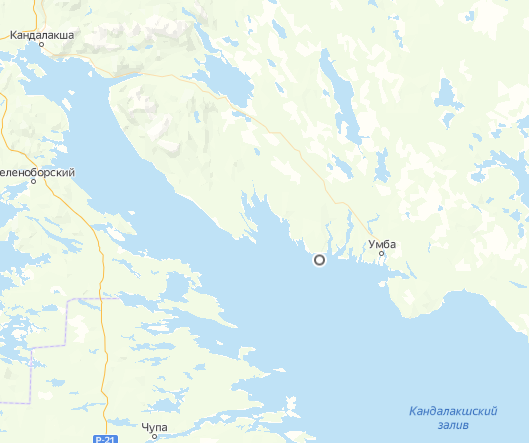 Кандалакша
еленоборский
Умба
Кандалакшский
залив
Чупа
Р-21